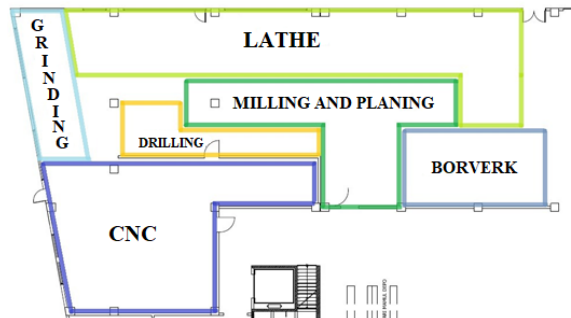 GRINDING
LATHE
MILLING AND PLANING
DRILLING
BORVERK
CNC